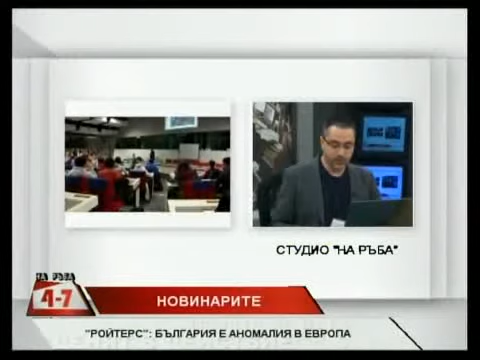 СТУДИО "НА РЪБА"
НА РЪБА
4-7
НОВИНАРИТЕ
"РОЙТЕРС": БЪЛГАРИЯ Е АНОМАЛИЯ В ЕВРОПА